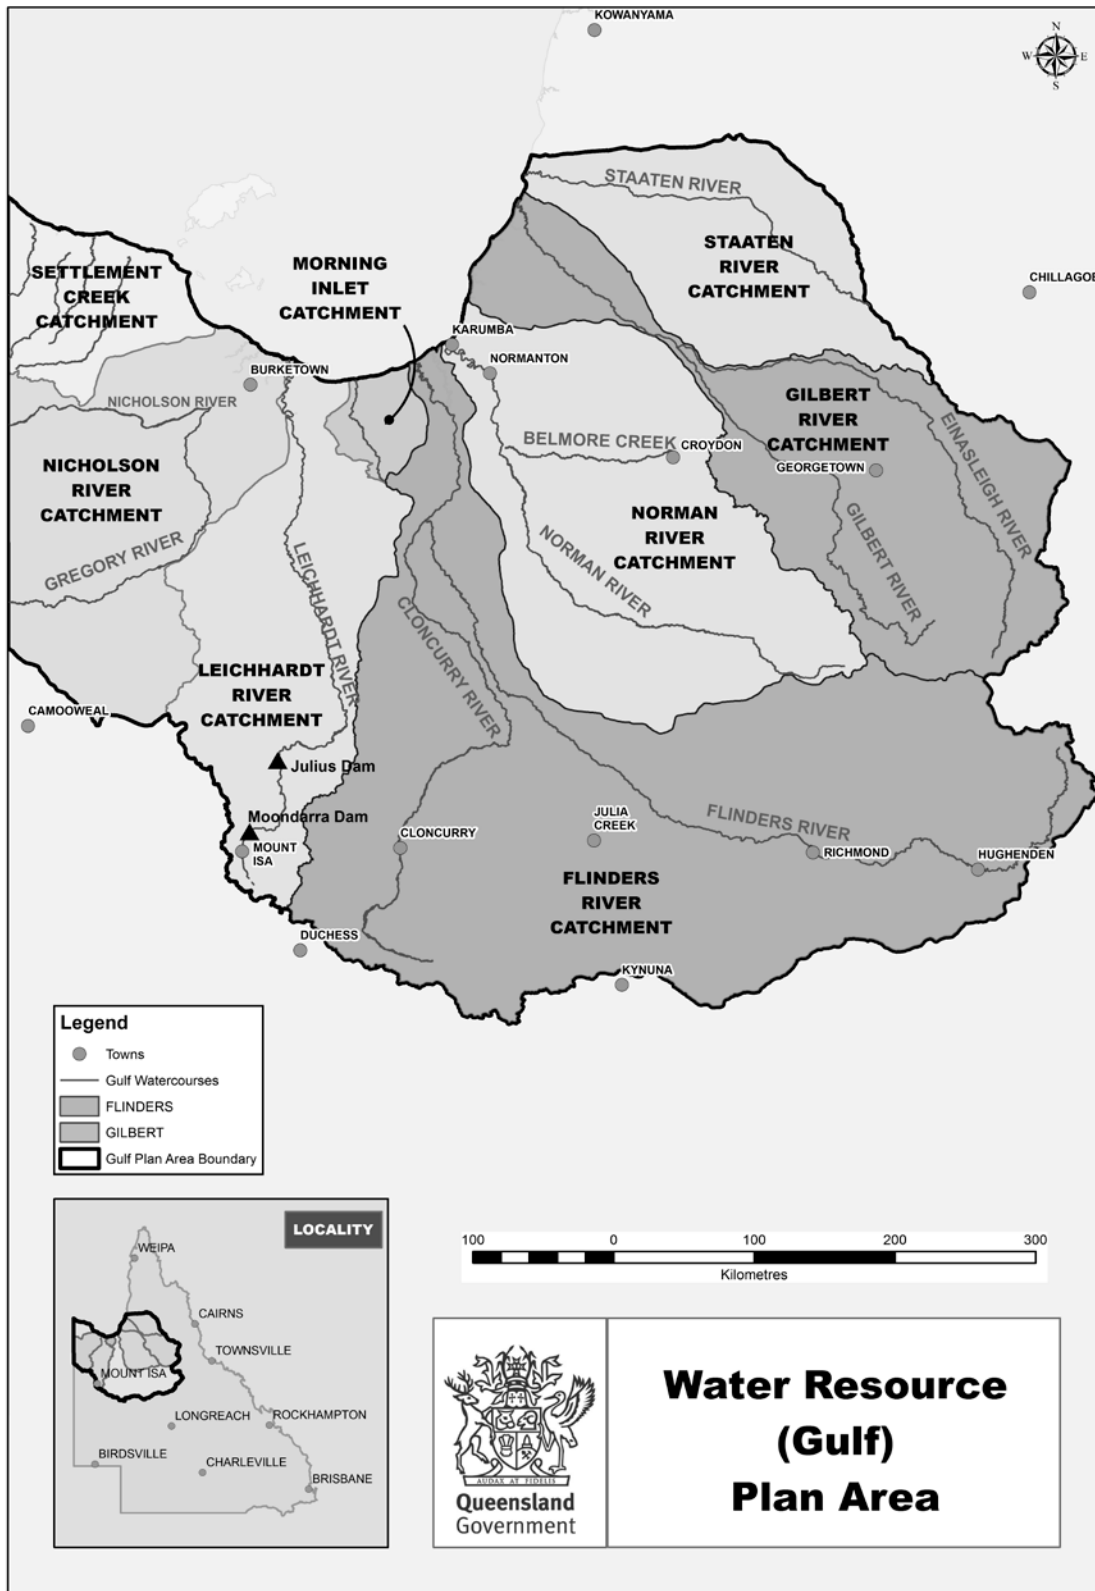 KOWANYAMA
N
W
E
S
STAATEN RIVER
STAATEN
RIVER
CATCHMENT
CHILLAGOE
SETTLEMENT
CREEK
CATCHMENT
MORNING
INLET
CATCHMENT
KARUMBA
NORMANTON
BURKETOWN
NICHOLSON RIVER
GILBERT
RIVER
CATCHMENT
EINASLEIGH RIVER
BELMORE CREEK
CROYDON
GEORGETOWN
NICHOLSON
RIVER
CATCHMENT
NORMAN
RIVER
CATCHMENT
GILBERT RIVER
GREGORY RIVER
LEICHHARDT RIVER
NORMAN RIVER
CLONCURRY RIVER
LEICHHARDT
RIVER
CATCHMENT
CAMOOWEAL
Julius Dam
Moondarra Dam
MOUNT
ISA
CLONCURRY
JULIA
CREEK
FLINDERS RIVER
RICHMOND
HUGHENDEN
FLINDERS
RIVER
CATCHMENT
DUCHESS
KYNUNA
Legend
Towns
Gulf Watercourses
FLINDERS
GILBERT
Gulf Plan Area Boundary
LOCALITY
WEIPA
CAIRNS
TOWNSVILLE
MOUNT ISA
LONGREACH
ROCKHAMPTON
BIRDSVILLE
CHARLEVILLE
BRISBANE
100 0 100 200 300
Kilometres
AUDAX AT FIDELIS
Queensland
Government
Water Resource
(Gulf)
Plan Area